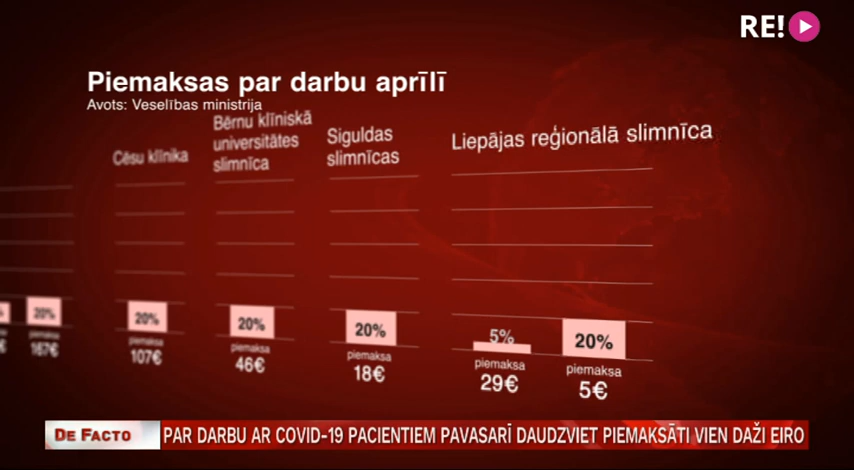 RE!
Piemaksas par darbu aprīlī
Avots: Veselības ministrija
Cēsu klīnika
Bērnu klīniskā
universitātes
slimnīca
Siguldas
slimnīcas
Liepājas reģionālā slimnīca
20%
20%
20%
20%
5%
20%
piemaksa
piemaksa
piemaksa
piemaksa
piemaksa
piemaksa
€
167€
107€
46€
18€
29€
5€
DE FACTO
PAR DARBU AR COVID-19 PACIENTIEM PAVASARĪ DAUDZVIET PIEMAKSĀTI VIEN DAŽI EIRO